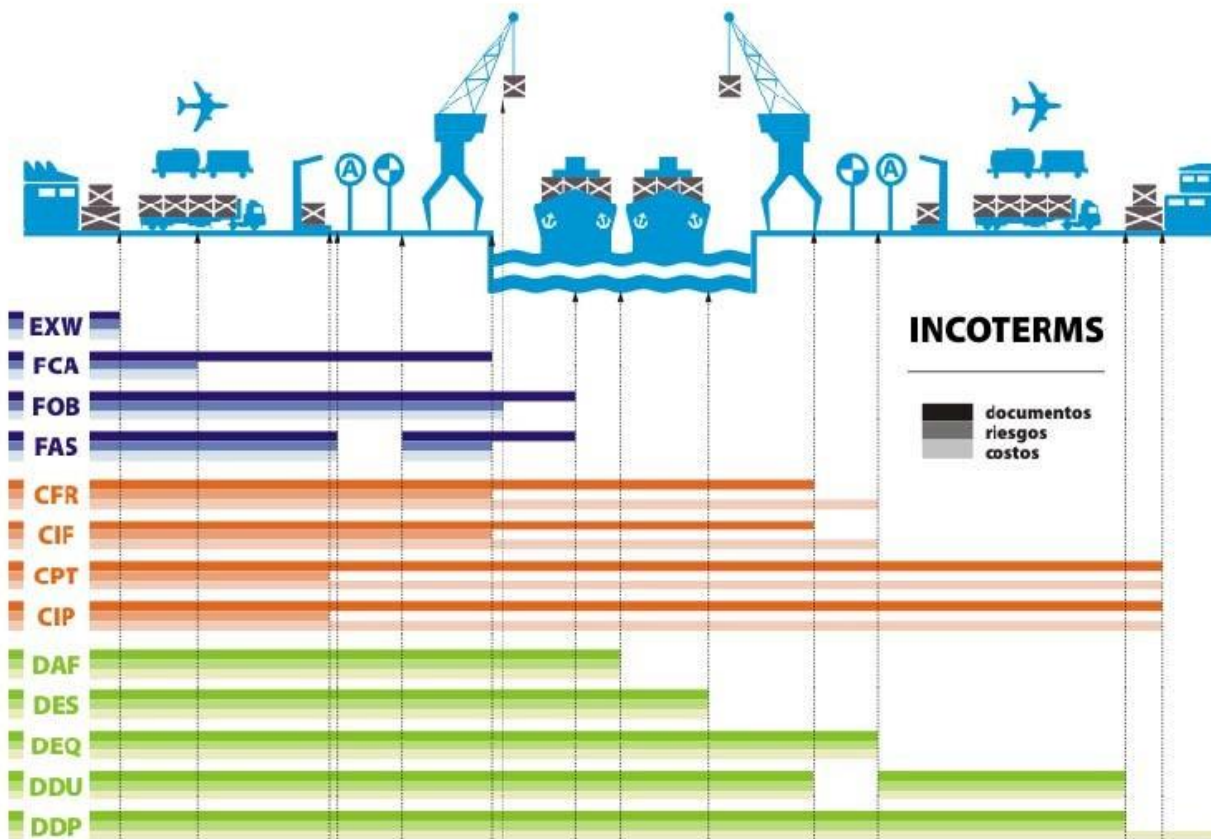 A
A
EXW
INCOTERMS
FCA
documentos
riesgos
costos
FOB
FAS
CFR
CIF
CPT
CIP
DAF
DES
DEQ
DDU
DDP